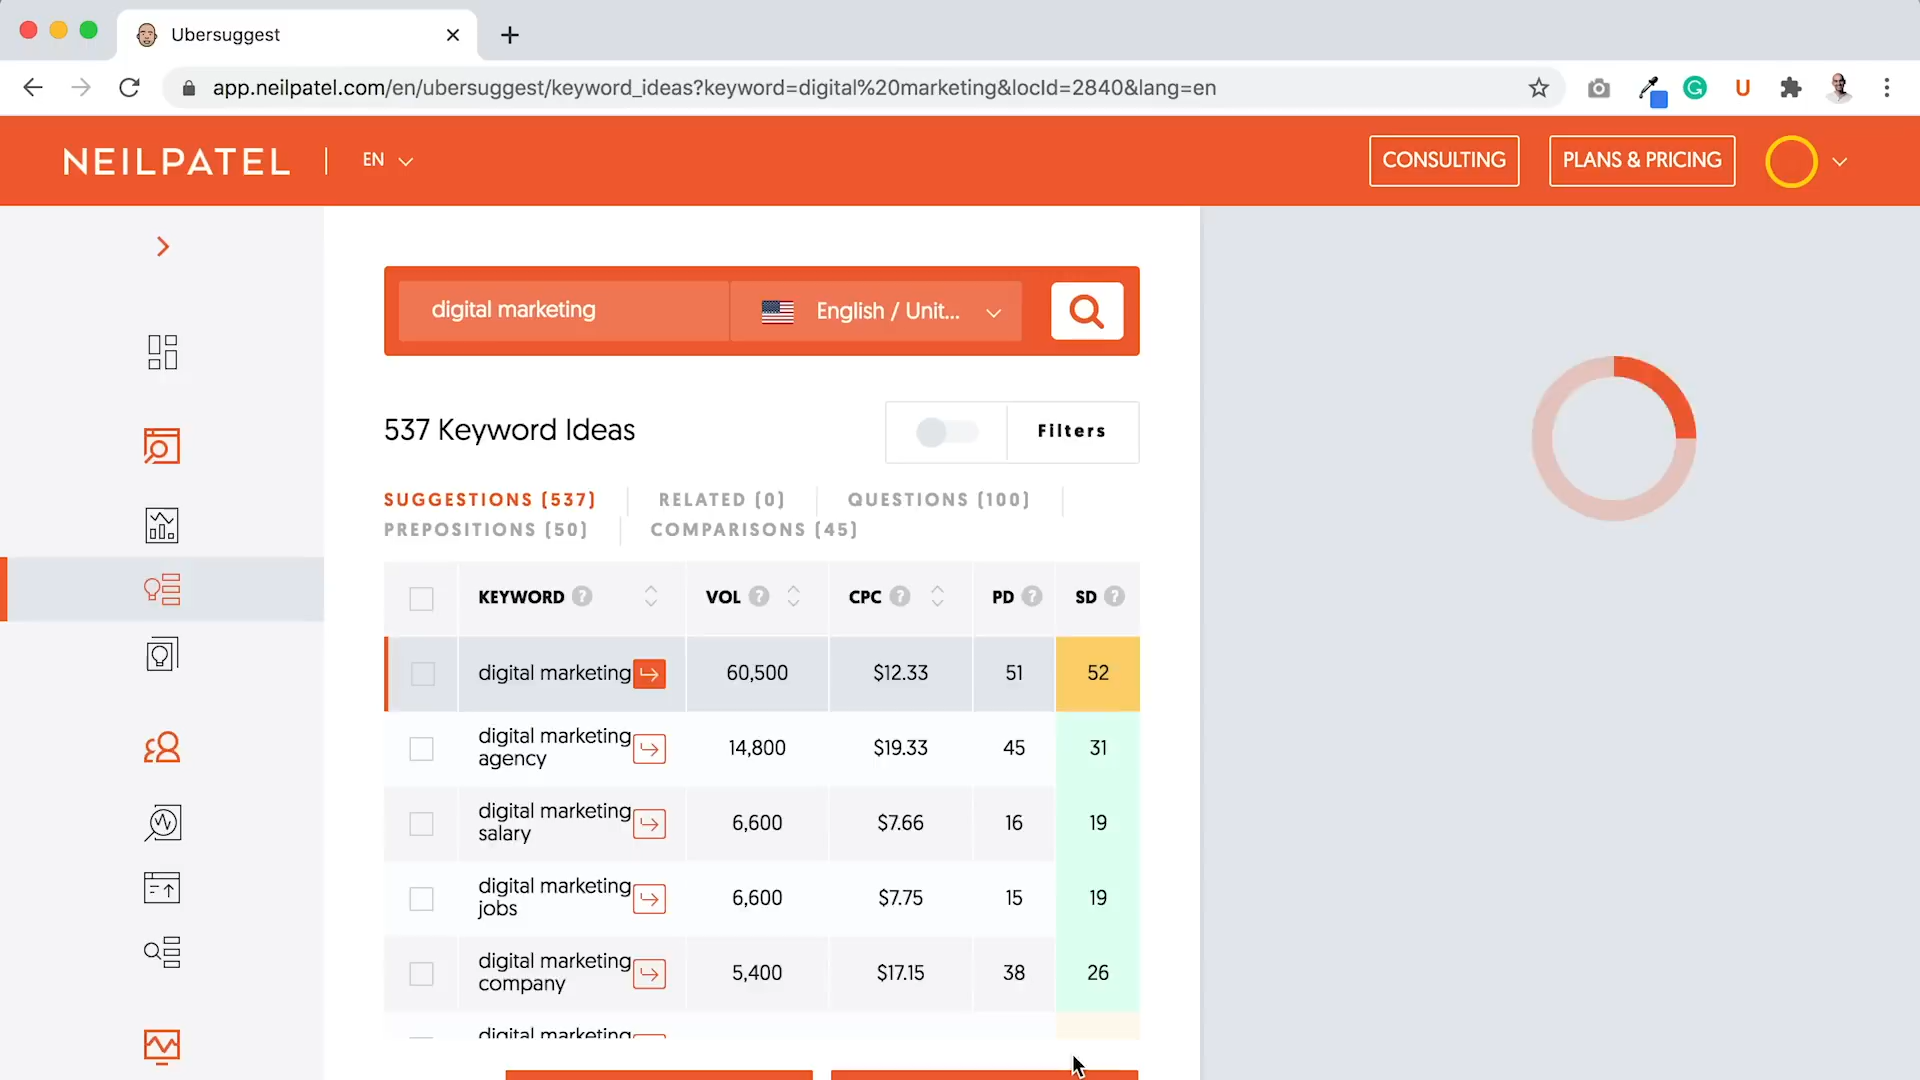 Ubersuggest
app.neilpatel.com/en/ubersuggest/keyword_ideas?keyword=digital%20marketing&locId=2840&lang=en
NEILPATEL
EN
CONSULTING
PLANS & PRICING
digital marketing
English / Unit...
537 Keyword Ideas
Filters
SUGGESTIONS (537)
RELATED (0)
QUESTIONS (100)
PREPOSITIONS (50)
COMPARISONS (45)
KEYWORD ? VOL ? CPC ? PD ? SD ?
digital marketing 60,500 $12.33 51 52
digital marketing agency 14,800 $19.33 45 31
digital marketing salary 6,600 $7.66 16 19
digital marketing jobs 6,600 $7.75 15 19
digital marketing company 5,400 $17.15 38 26
digital marketing